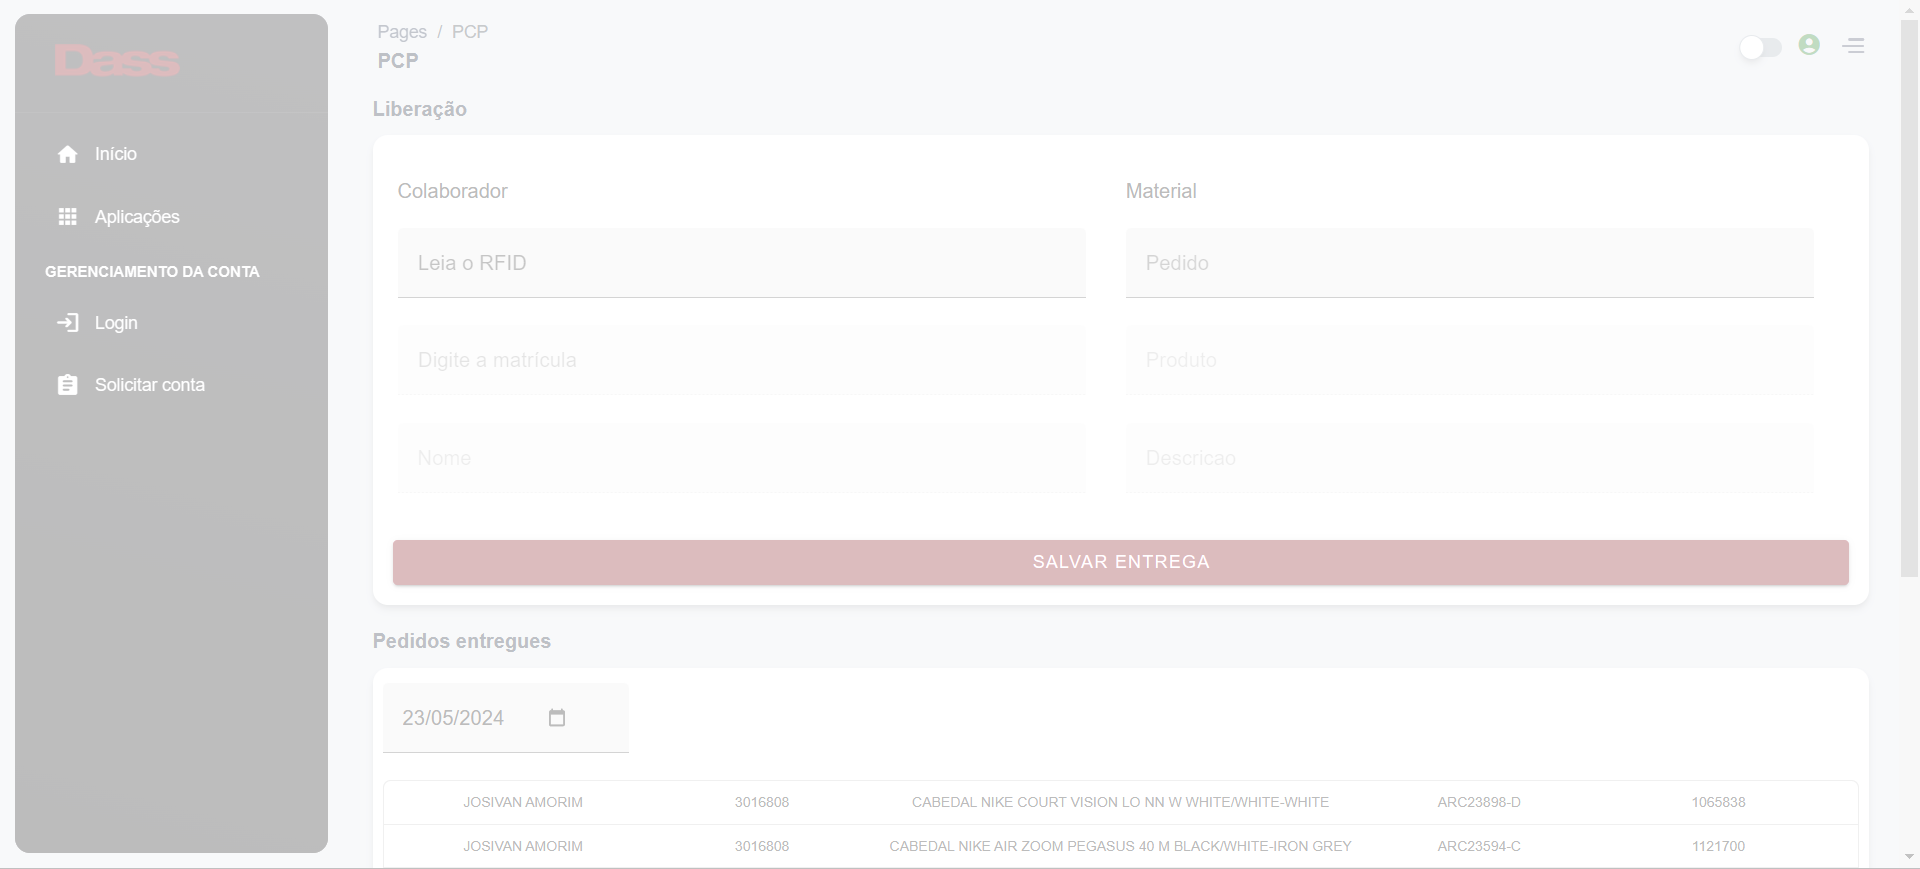 Dass
Início
Aplicações
GERENCIAMENTO DA CONTA
Login
Solicitar conta
Pages / PCP
PCP
Liberação
Colaborador
Leia o RFID
Digite a matrícula
Nome
Material
Pedido
Produto
Descricao
SALVAR ENTREGA
Pedidos entregues
23/05/2024
JOSIVAN AMORIM 3016808 CABEDAL NIKE COURT VISION LO NN W WHITE/WHITE-WHITE ARC23898-D 1065838
JOSIVAN AMORIM 3016808 CABEDAL NIKE AIR ZOOM PEGASUS 40 M BLACK/WHITE-IRON GREY ARC23594-C 1121700